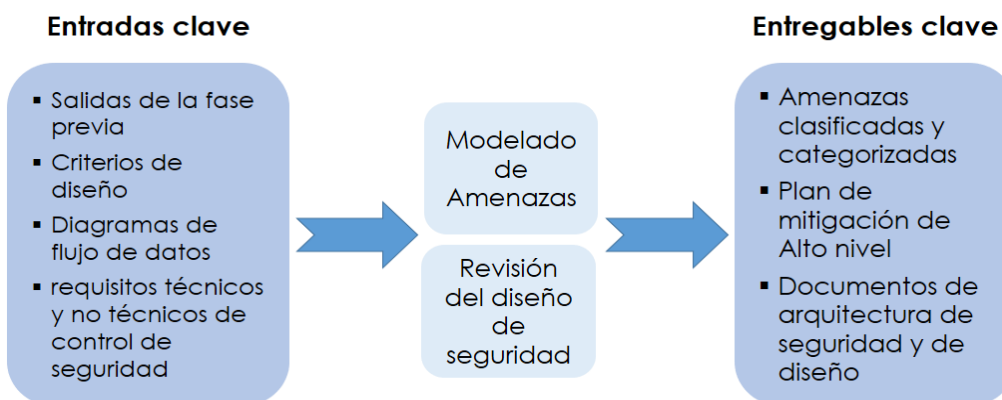 Entradas clave
▪ Salidas de la fase
previa
▪ Criterios de
diseño
▪ Diagramas de
flujo de datos
▪ requisitos técnicos
y no técnicos de
control de
seguridad
Modelado
de
Amenazas
Revisión
del diseño
de
seguridad
Entregables clave
▪ Amenazas
clasificadas y
categorizadas
▪ Plan de
mitigación de
Alto nivel
▪ Documentos de
arquitectura de
seguridad y de
diseño